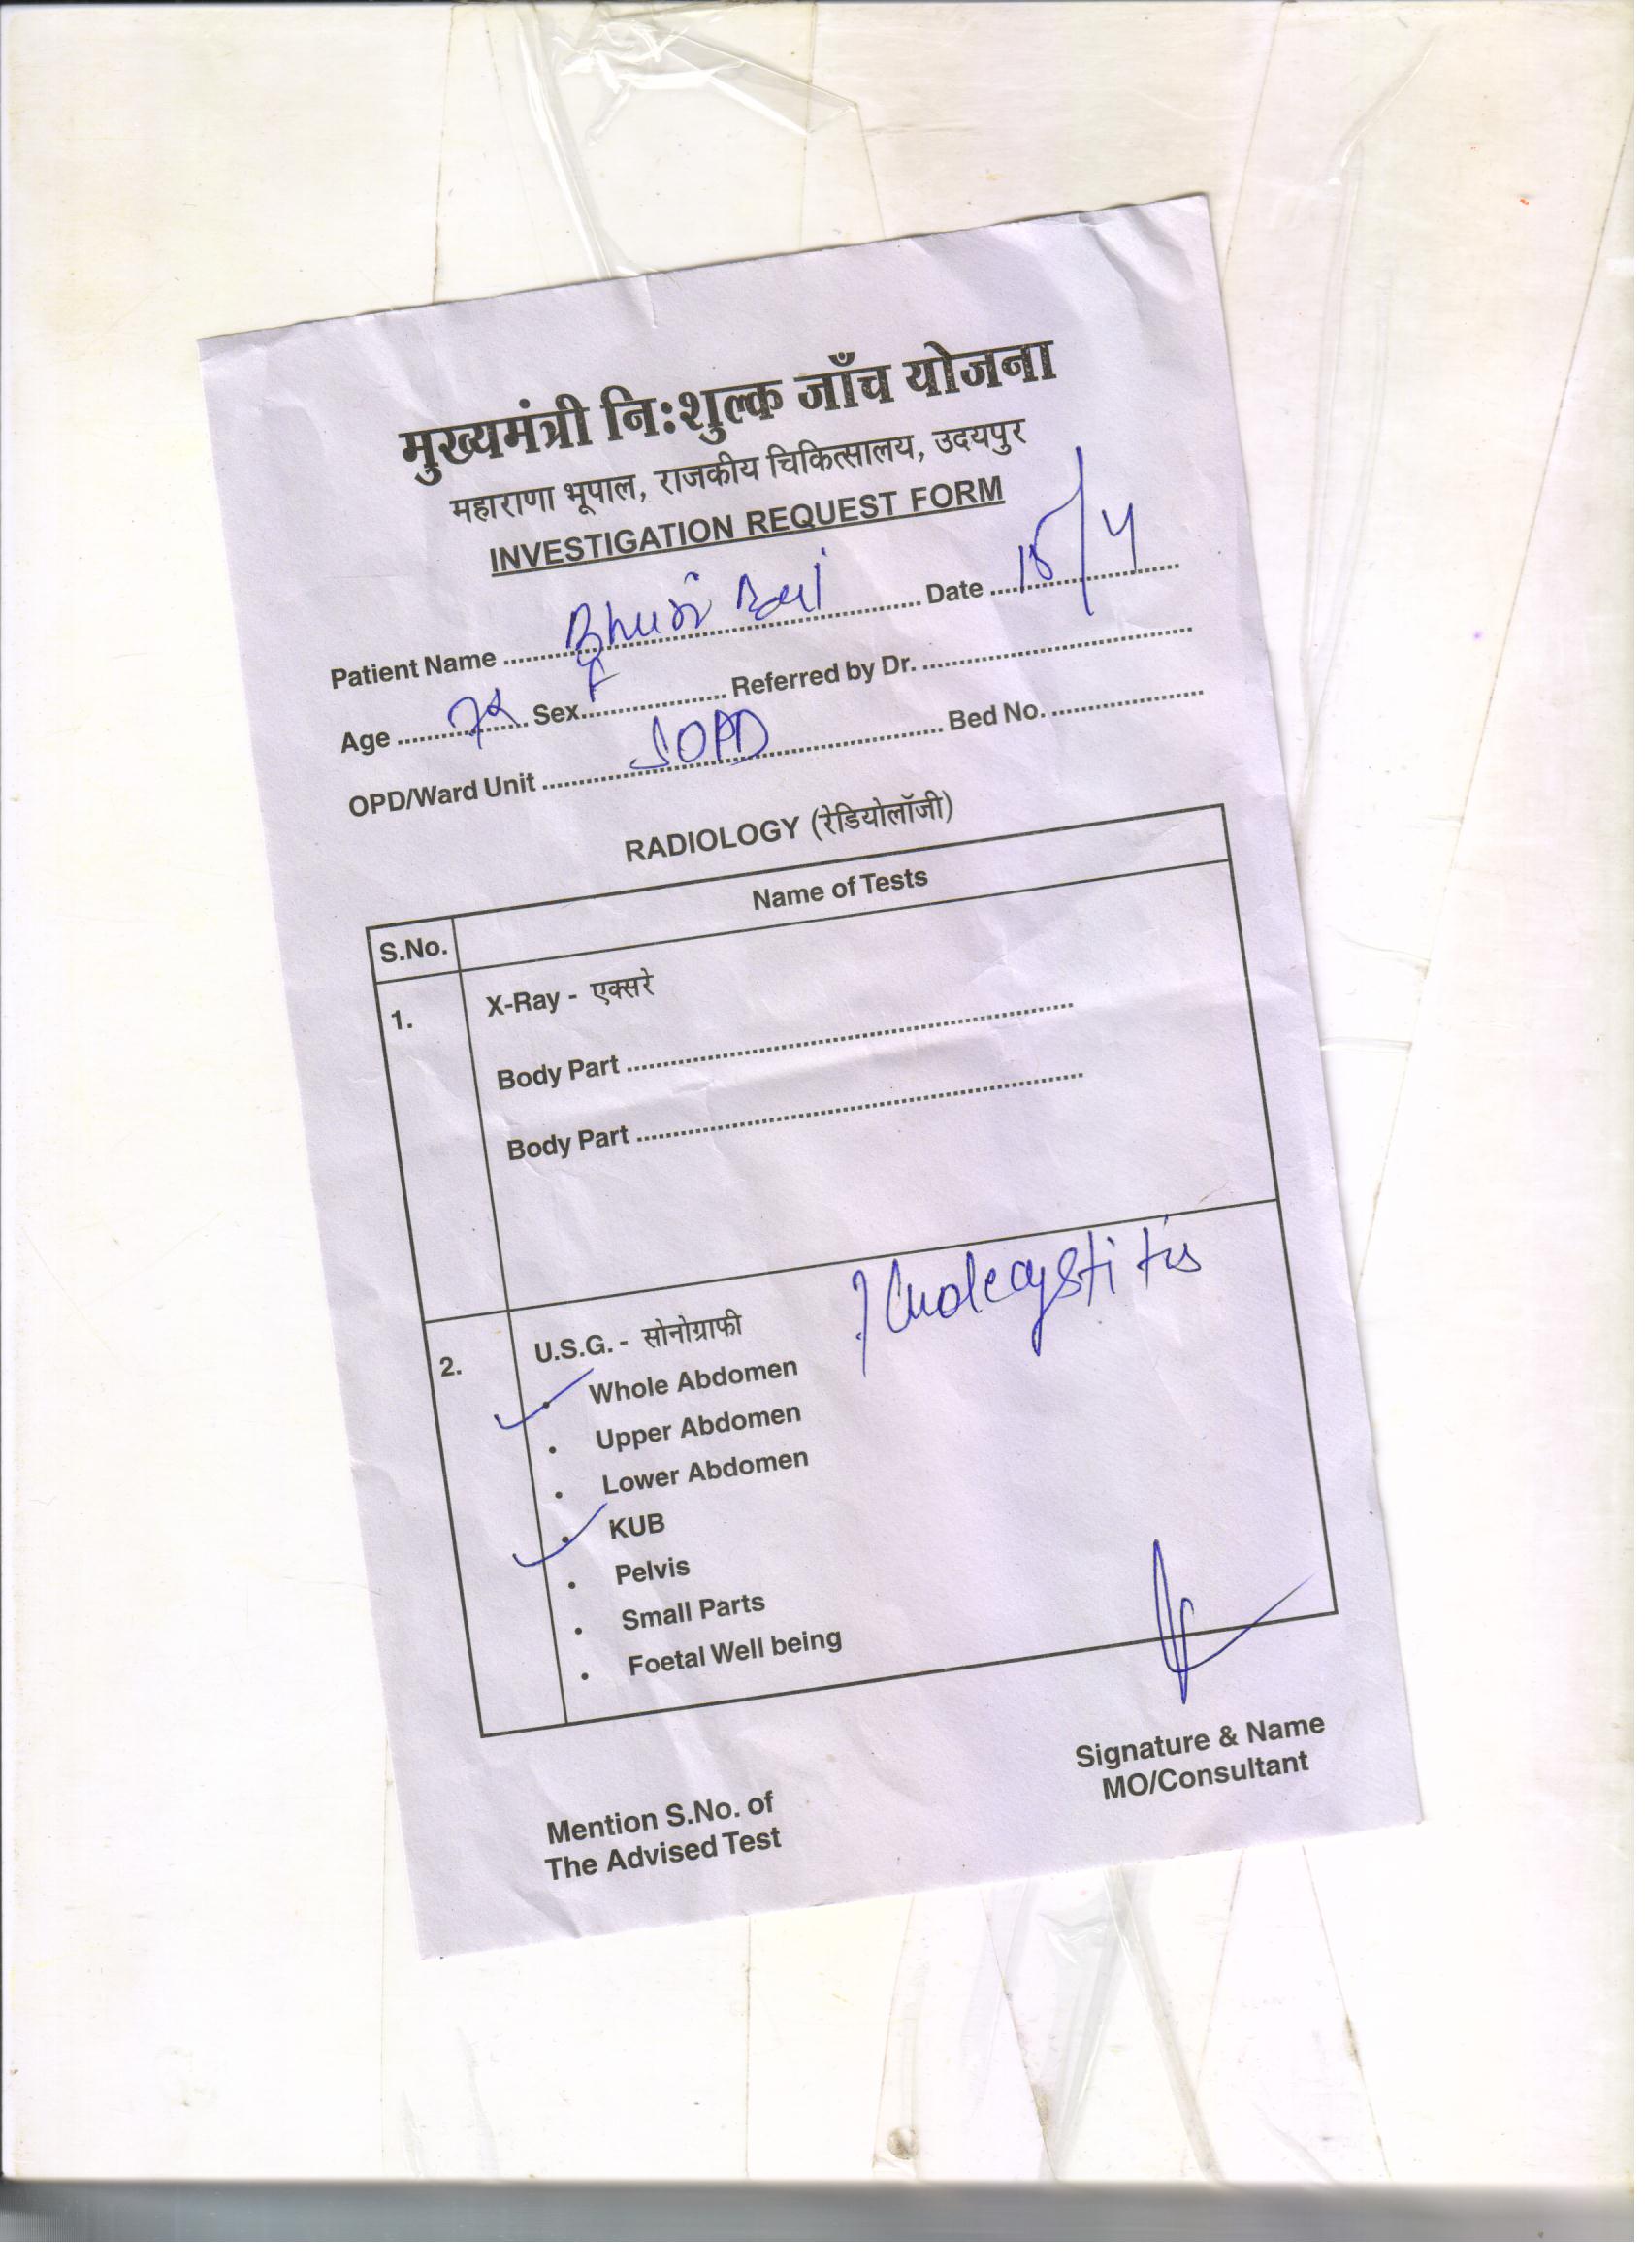 मुख्यमंत्री नि:शुल्क जाँच योजना
महाराणा भूपाल, राजकीय चिकित्सालय, उदयपुर
INVESTIGATION REQUEST FORM
Patient Name Bhuri Bai Date 15/4
Age Sex F Referred by Dr.
OPD/Ward Unit SOPD Bed No.
RADIOLOGY (रेडियोलॉजी)
S.No. Name of Tests
1. X-Ray - एक्सरे
Body Part
Body Part
2. U.S.G. - सोनोग्राफी ? Cholecystitis
Whole Abdomen
Upper Abdomen
Lower Abdomen
KUB
Pelvis
Small Parts
Foetal Well being
Signature & Name
MO/Consultant
Mention S.No. of
The Advised Test